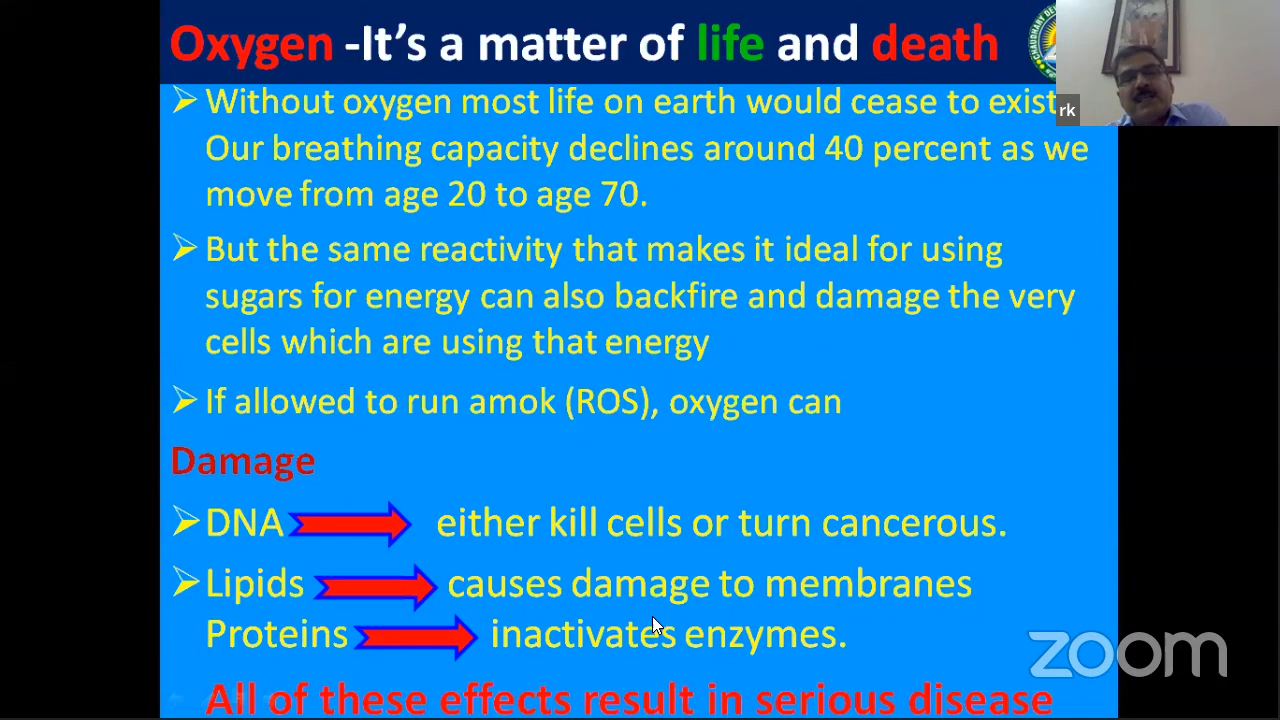 Oxygen -It's a matter of life and death
CHAUDHARY DE
rk
➢ Without oxygen most life on earth would cease to exist
Our breathing capacity declines around 40 percent as we
move from age 20 to age 70.
➢ But the same reactivity that makes it ideal for using
sugars for energy can also backfire and damage the very
cells which are using that energy
➢ If allowed to run amok (ROS), oxygen can
Damage
➢ DNA either kill cells or turn cancerous.
➢ Lipids causes damage to membranes
Proteins inactivates enzymes.
All of these effects result in serious disease
zoom